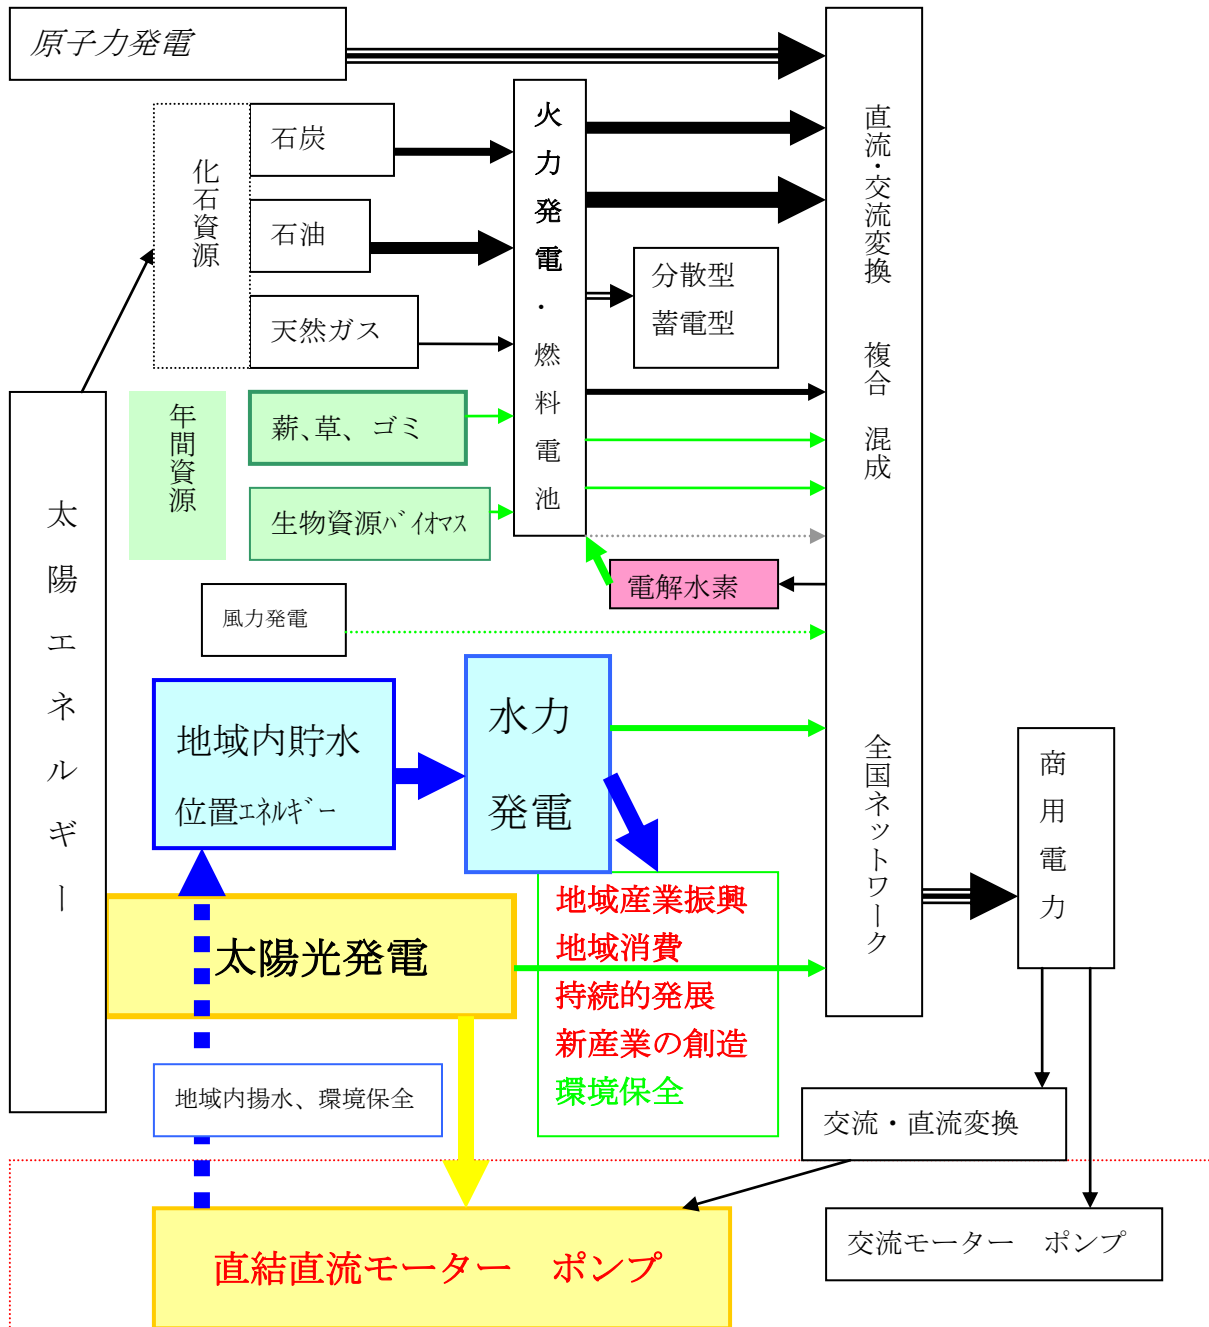 原子力発電
化石資源
石炭
石油
天然ガス
火力発電・燃料電池
分散型
蓄電型
直流・交流変換　複合　混成　全国ネットワーク
太陽エネルギー
年間資源
薪、草、ゴミ
生物資源ﾊﾞｲｵﾏｽ
電解水素
風力発電
地域内貯水
位置ｴﾈﾙｷﾞｰ
水力
発電
商用電力
太陽光発電
地域産業振興
地域消費
持続的発展
新産業の創造
環境保全
地域内揚水、環境保全
交流・直流変換
直結直流モーター　ポンプ
交流モーター　ポンプ